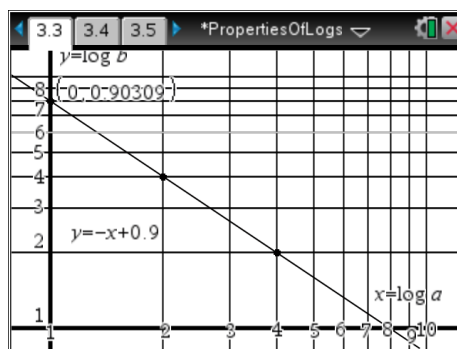 3.3 3.4 3.5 *PropertiesOfLogs
y=log b
8 (0,0.90309)
7
6
5
4
3
2 y=−x+0.9
x=log a
1
1 2 3 4 5 6 7 8 9 10